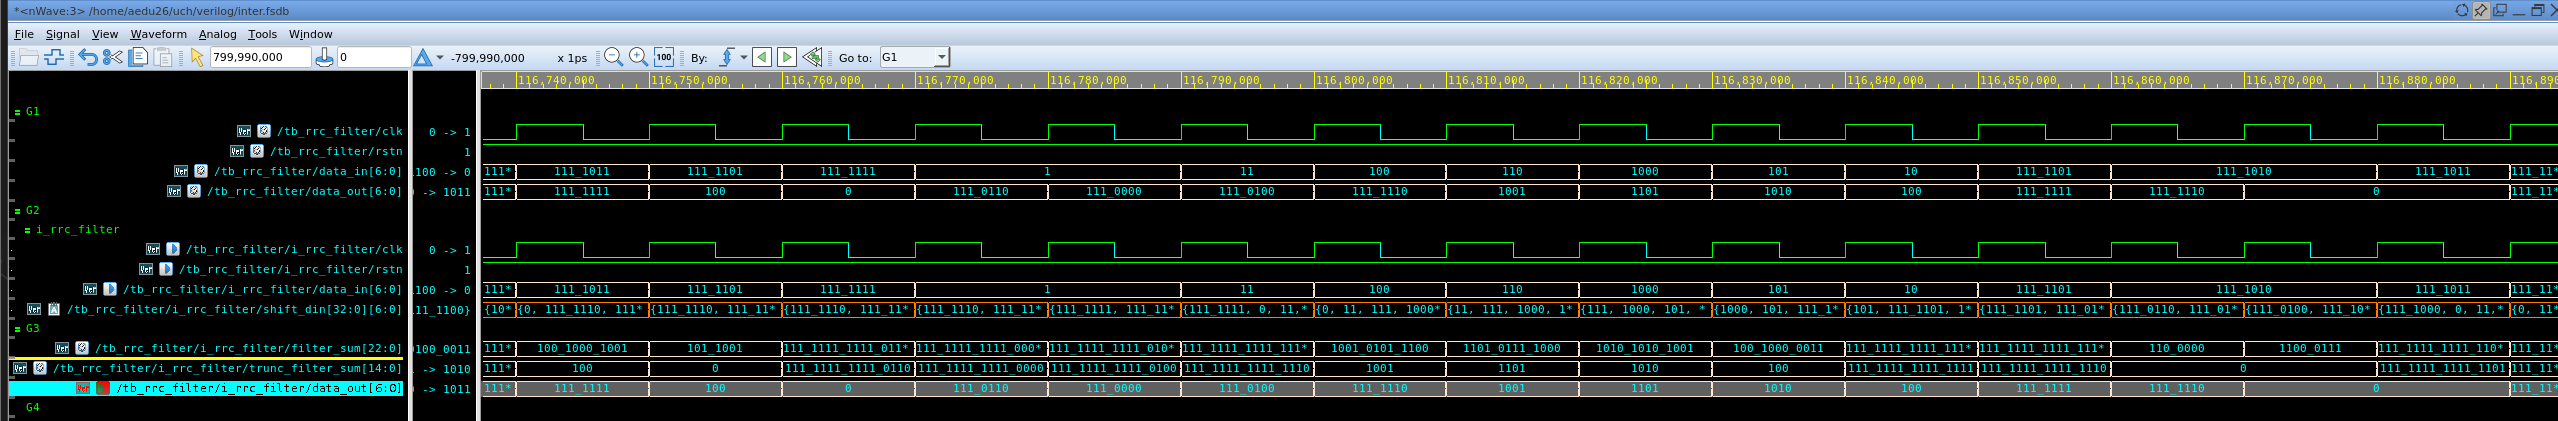 *<nWave:3> /home/aedu26/uch/verilog/inter.fsdb
File Signal View Waveform Analog Tools Window
799,990,000 0 -799,990,000 x 1ps 100 By: Go to: G1
116,740,000 116,750,000 116,760,000 116,770,000 116,780,000 116,790,000 116,800,000 116,810,000 116,820,000 116,830,000 116,840,000 116,850,000 116,860,000 116,870,000 116,880,000 116,890
G1
Ver /tb_rrc_filter/clk 0 -> 1
Ver /tb_rrc_filter/rstn 1
Ver /tb_rrc_filter/data_in[6:0] 100 -> 0 111* 111_1011 111_1101 111_1111 1 11 100 110 1000 101 10 111_1101 111_1010 111_1011 111_11*
Ver /tb_rrc_filter/data_out[6:0] -> 1011 111* 111_1111 100 0 111_0110 111_0000 111_0100 111_1110 1001 1101 1010 100 111_1111 111_1110 0 111_11*
G2
i_rrc_filter
Ver /tb_rrc_filter/i_rrc_filter/clk 0 -> 1
Ver /tb_rrc_filter/i_rrc_filter/rstn 1
Ver /tb_rrc_filter/i_rrc_filter/data_in[6:0] 100 -> 0 111* 111_1011 111_1101 111_1111 1 11 100 110 1000 101 10 111_1101 111_1010 111_1011 111_11*
Ver A /tb_rrc_filter/i_rrc_filter/shift_din[32:0][6:0] 11_1100} {10* {0, 111_1110, 111* {111_1110, 111_11* {111_1110, 111_11* {111_1110, 111_11* {111_1111, 111_11* {111_1111, 0, 11,* {0, 11, 111, 1000* {11, 111, 1000, 1* {111, 1000, 101, * {1000, 101, 111_1* {101, 111_1101, 1* {111_1101, 111_01* {111_0110, 111_01* {111_0100, 111_10* {111_1000, 0, 11,* {0, 11*
G3
Ver /tb_rrc_filter/i_rrc_filter/filter_sum[22:0] 100_0011 111* 100_1000_1001 101_1001 111_1111_1111_011* 111_1111_1111_000* 111_1111_1111_010* 111_1111_1111_111* 1001_0101_1100 1101_0111_1000 1010_1010_1001 100_1000_0011 111_1111_1111_111* 111_1111_1111_111* 110_0000 1100_0111 111_1111_1111_110* 111_11*
Ver /tb_rrc_filter/i_rrc_filter/trunc_filter_sum[14:0] -> 1010 111* 100 0 111_1111_1111_0110 111_1111_1111_0000 111_1111_1111_0100 111_1111_1111_1110 1001 1101 1010 100 111_1111_1111_1111 111_1111_1111_1110 0 111_1111_1111_1101 111_11*
Ver /tb_rrc_filter/i_rrc_filter/data_out[6:0] -> 1011 111* 111_1111 100 0 111_0110 111_0000 111_0100 111_1110 1001 1101 1010 100 111_1111 111_1110 0 111_11*
G4